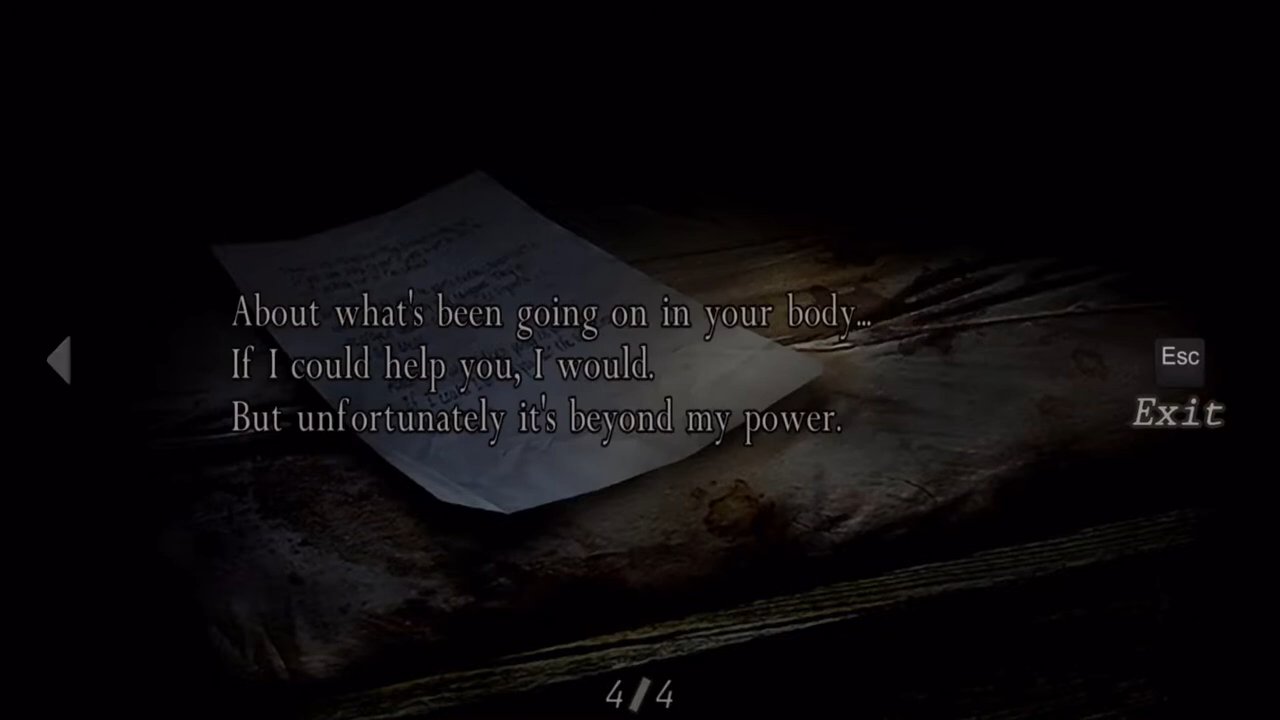 About what's been going on in your body...
If I could help you, I would.
But unfortunately it's beyond my power.
Esc
Exit
4/4